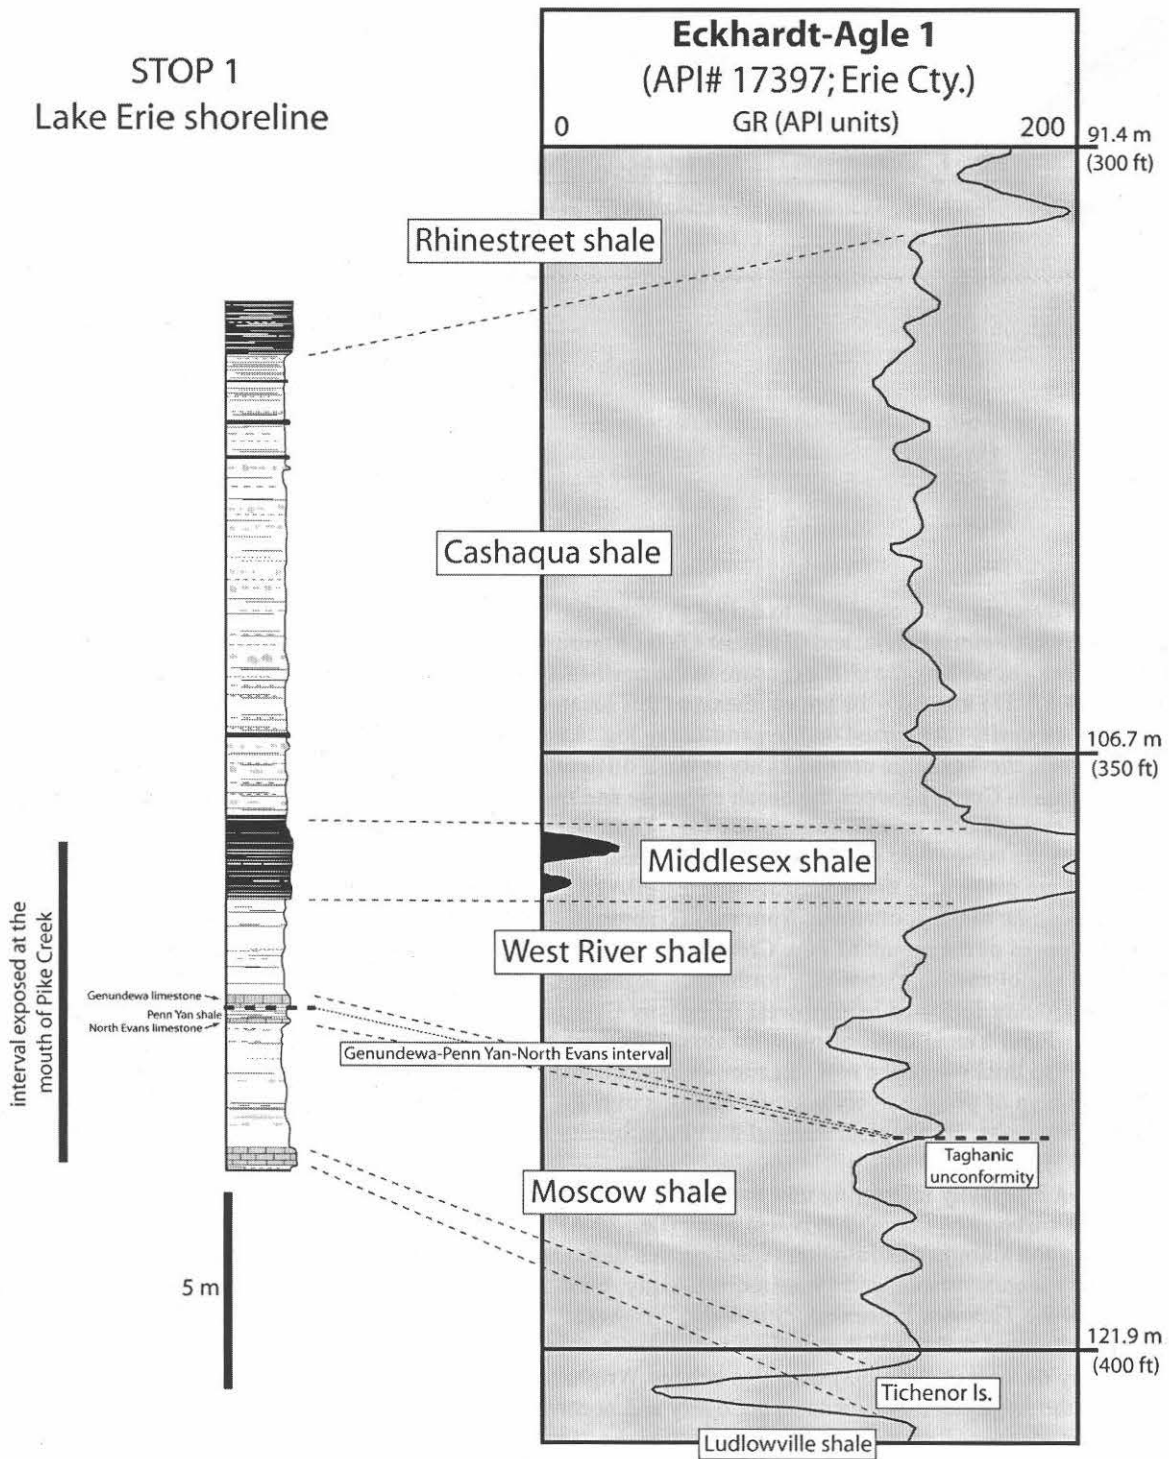 STOP 1
Lake Erie shoreline
Eckhardt-Agle 1
(API# 17397; Erie Cty.)
0 GR (API units) 200
91.4 m
(300 ft)
Rhinestreet shale
Cashaqua shale
106.7 m
(350 ft)
Middlesex shale
West River shale
interval exposed at the
mouth of Pike Creek
Genundewa limestone
Penn Yan shale
North Evans limestone
Genundewa-Penn Yan-North Evans interval
Taghanic
unconformity
Moscow shale
5 m
121.9 m
(400 ft)
Tichenor ls.
Ludlowville shale